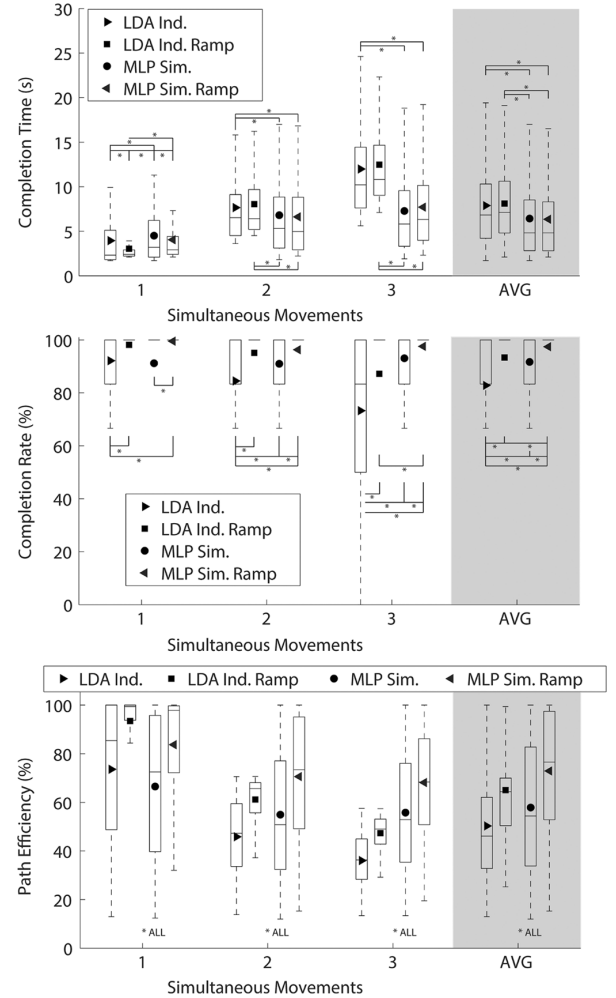 30
25
20
15
10
5
0
Completion Time (s)
LDA Ind.
LDA Ind. Ramp
MLP Sim.
MLP Sim. Ramp
* * * * *
* *
* *
* *
* *
* *
* *
1 2 3 AVG
Simultaneous Movements
100
80
60
40
20
0
Completion Rate (%)
*
* *
* * *
*
*
* * *
*
* *
*
LDA Ind.
LDA Ind. Ramp
MLP Sim.
MLP Sim. Ramp
1 2 3 AVG
Simultaneous Movements
LDA Ind. LDA Ind. Ramp MLP Sim. MLP Sim. Ramp
100
80
60
40
20
0
Path Efficiency (%)
* ALL * ALL * ALL * ALL
1 2 3 AVG
Simultaneous Movements